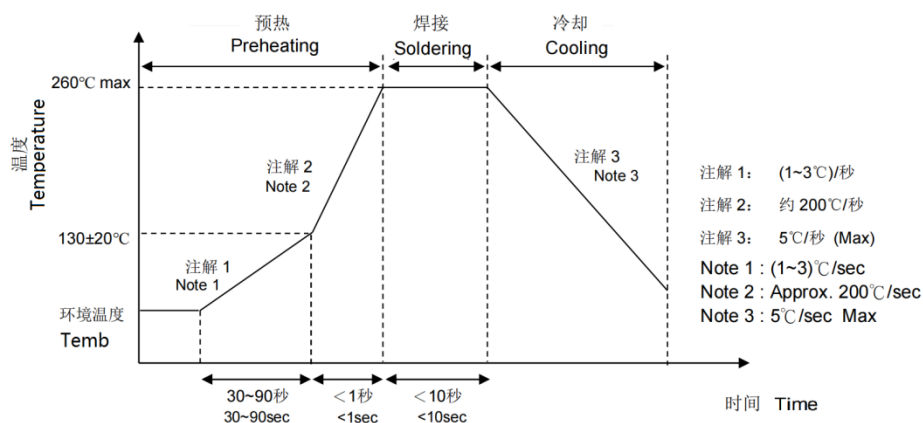 预热
Preheating
焊接
Soldering
冷却
Cooling
260℃ max
温度
Temperature
注解 2
Note 2
注解 3
Note 3
130±20℃
注解 1
Note 1
环境温度
Temb
注解 1： (1~3℃)/秒
注解 2： 约 200℃/秒
注解 3： 5℃/秒 (Max)
Note 1 : (1~3)℃/sec
Note 2 : Approx. 200℃/sec
Note 3 : 5℃/sec Max
30~90秒
30~90sec
＜1秒
<1sec
＜10秒
<10sec
时间 Time